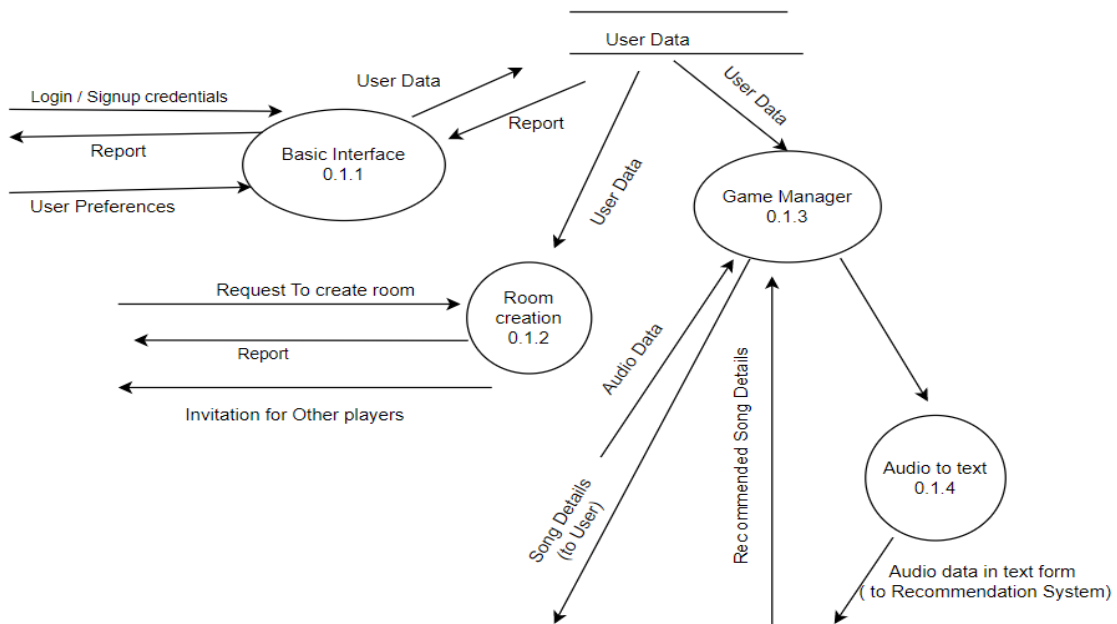 User Data
User Data
User Data
Login / Signup credentials
Report
Report
Basic Interface
0.1.1
User Preferences
User Data
Game Manager
0.1.3
Request To create room
Room
creation
0.1.2
Report
Invitation for Other players
Audio Data
Song Details
(to User)
Recommended Song Details
Audio to text
0.1.4
Audio data in text form
( to Recommendation System)